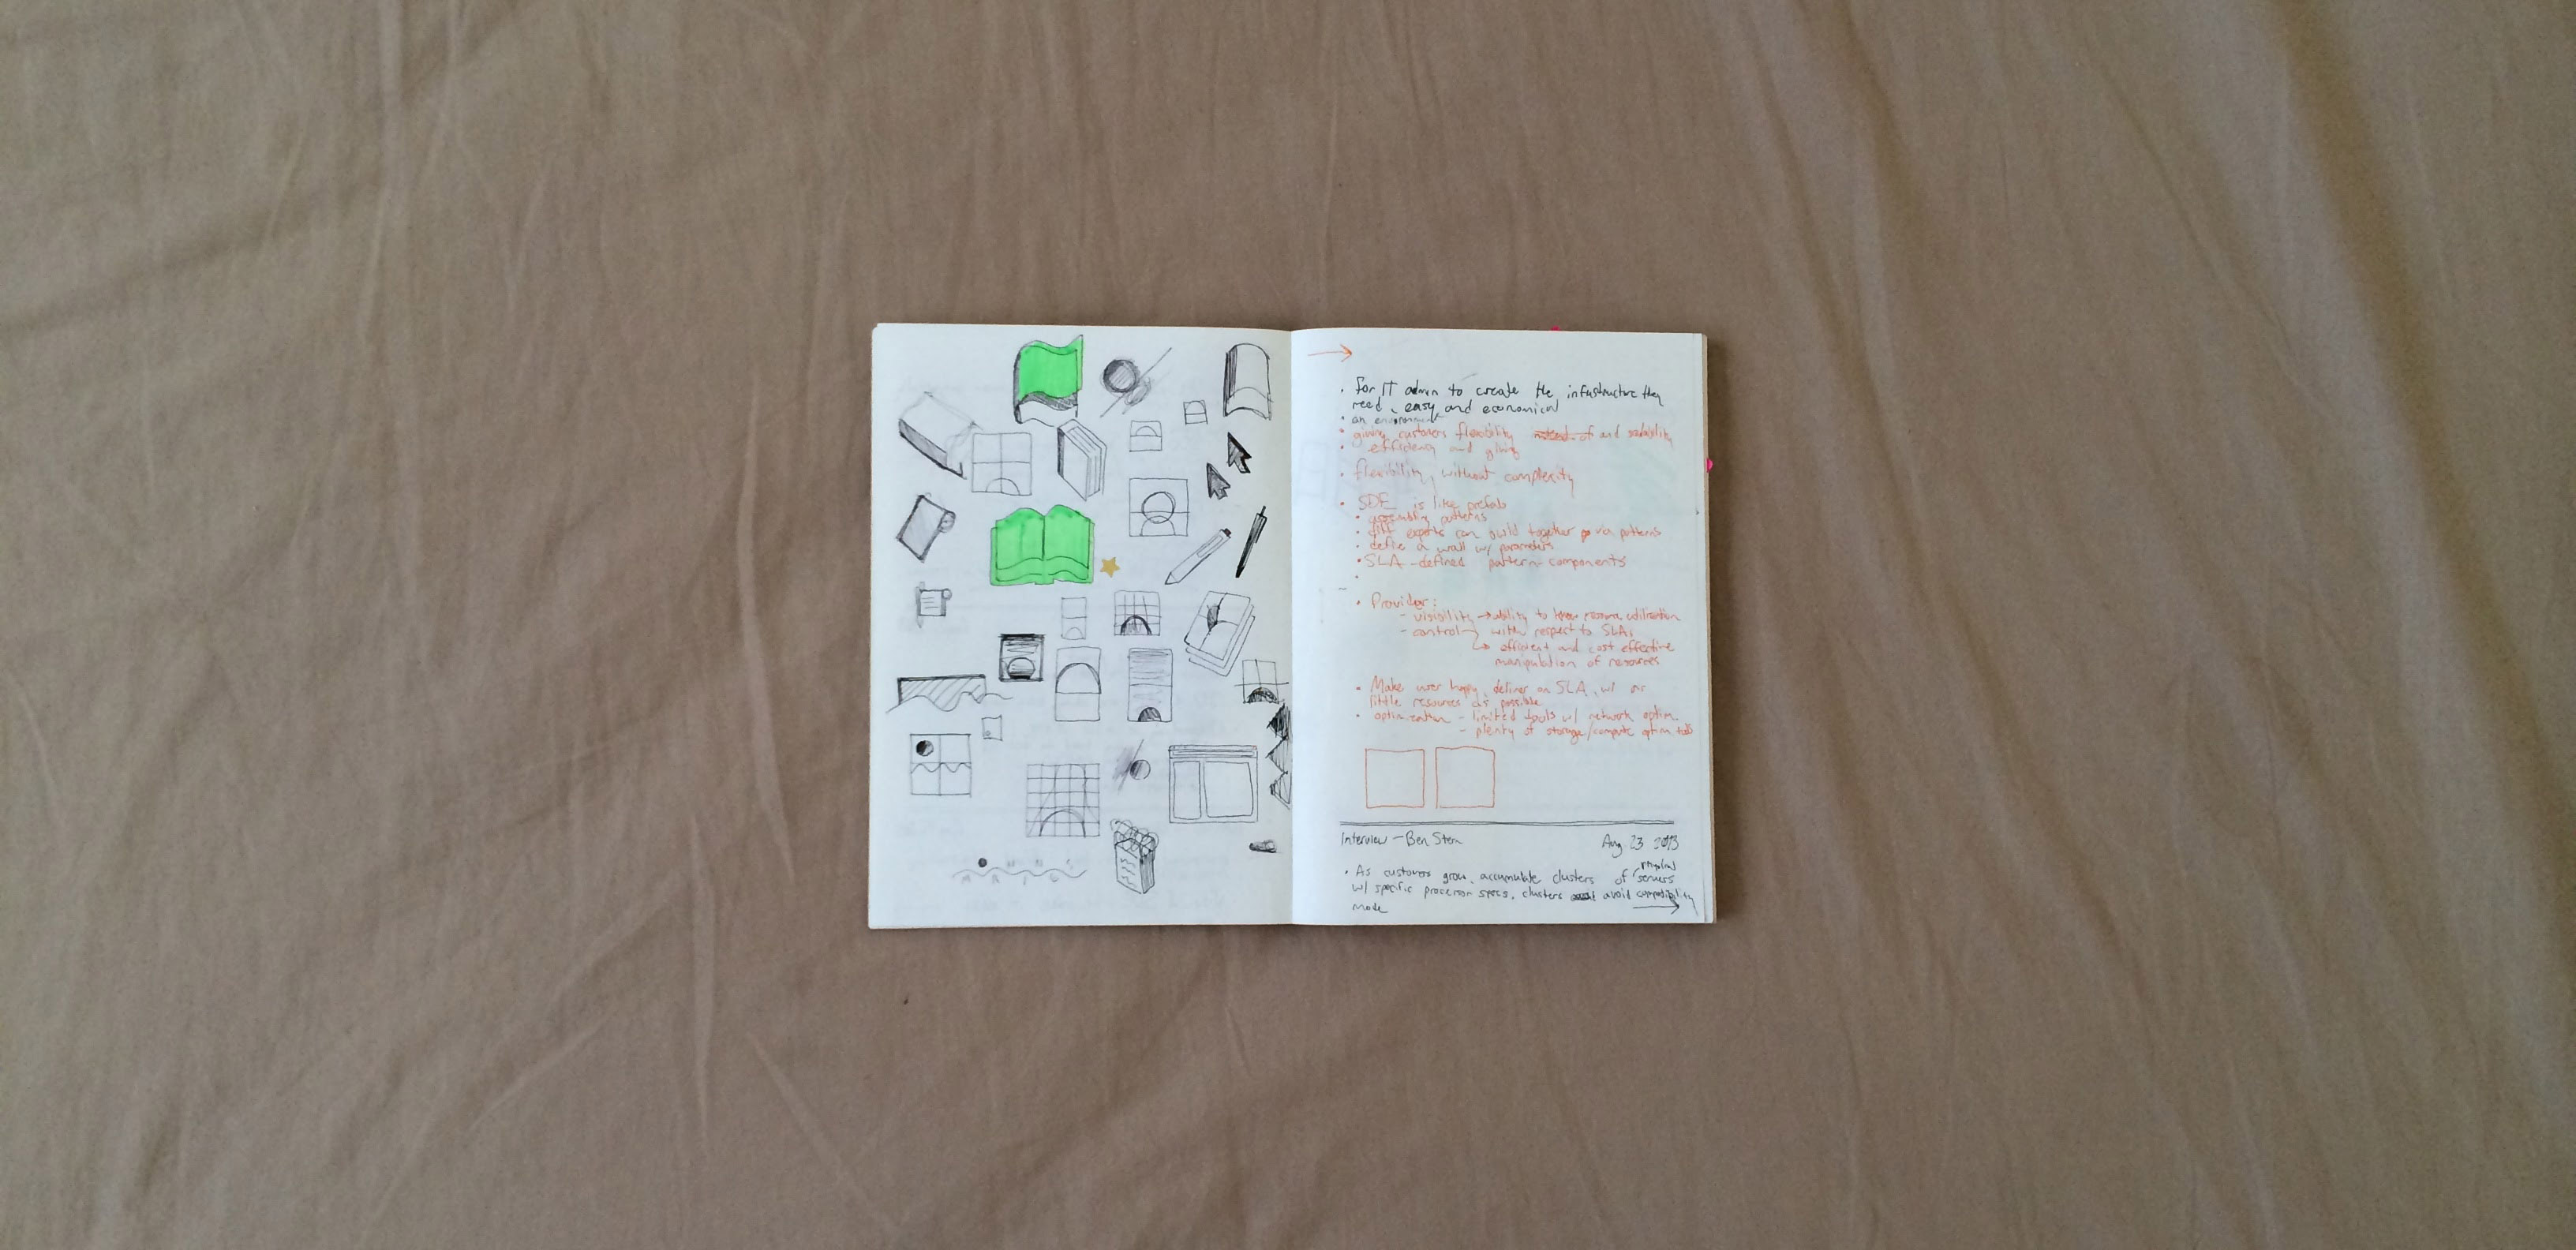 • for IT admin to create the infustructure they
need, easy and economical
• an environment
• giving customers flexibility instead of and scalability
• efficiency and giving
• flexibility, without complexity
• SDE is like prefab
• assembling patterns
• diff experts can build together via patterns
• define a wall w/ parameters
• SLA - defined pattern components
• Provider:
- visibility → ability to know resource utilization
- control → with respect to SLAs
↳ efficient and cost effective
manipulation of resources
• Make user happy, deliver on SLA, w/ as
little resources as possible
• optimization - limited tools w/ network optim.
- plenty of storage/compute optim tools
Interview - Ben Stern Aug 23 2013
• As customers grow, accumulate clusters of physical servers
w/ specific processor specs, clusters avoid compatibility
mode